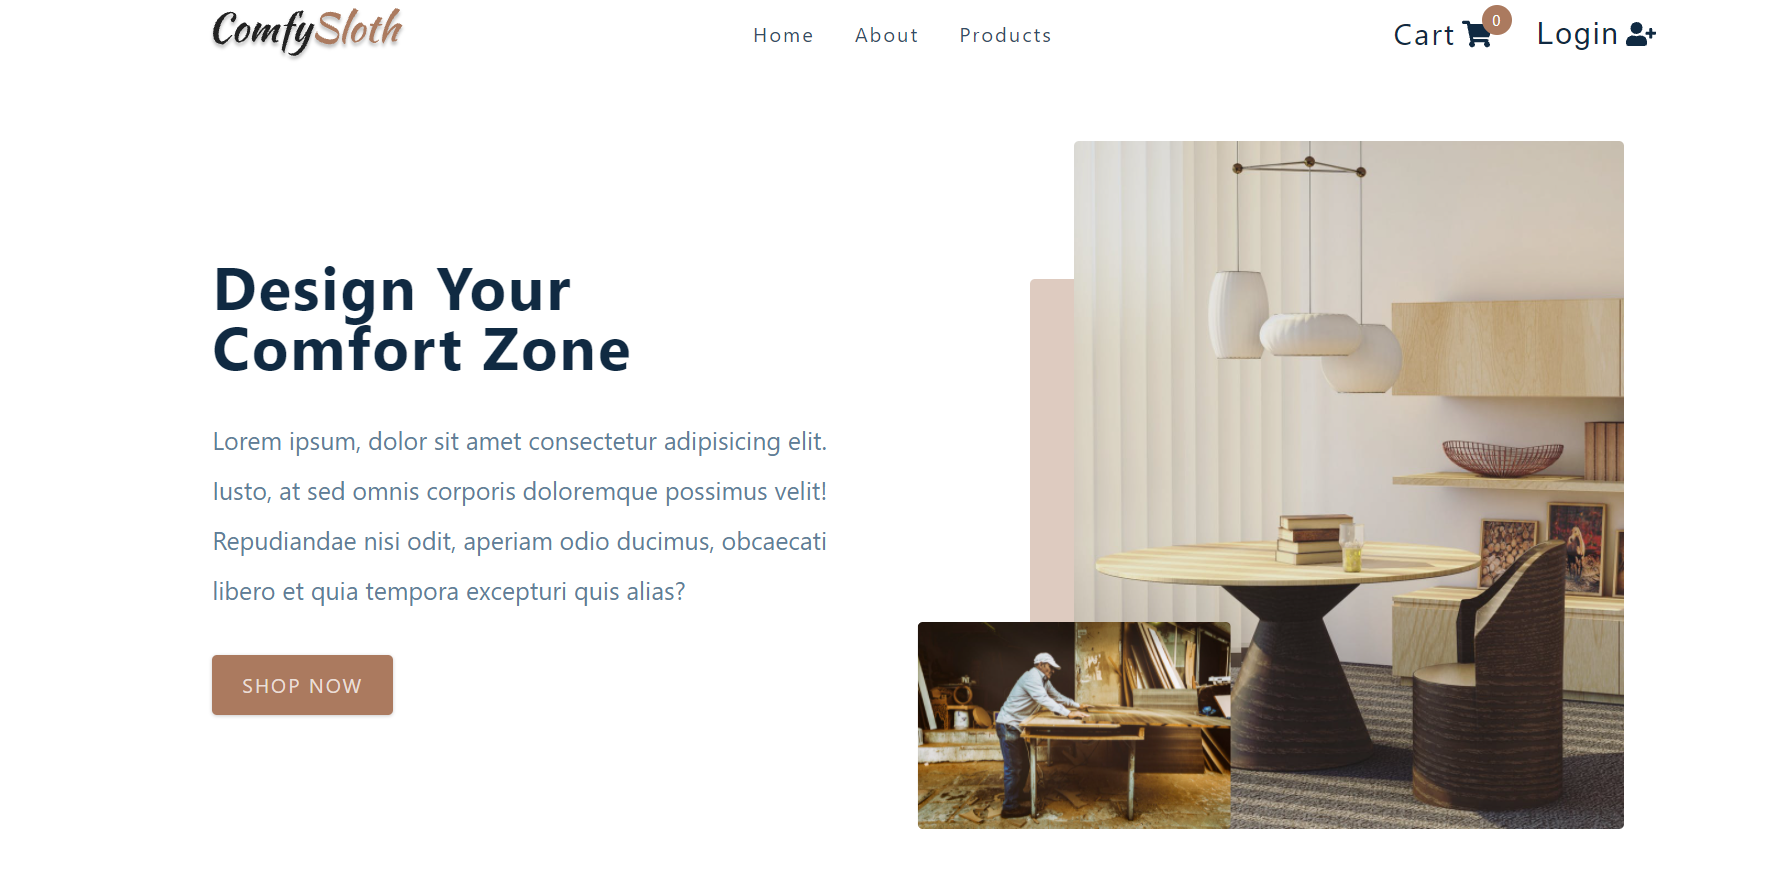 ComfySloth
Home
About
Products
Cart
0
Login
Design Your
Comfort Zone
Lorem ipsum, dolor sit amet consectetur adipisicing elit.
Iusto, at sed omnis corporis doloremque possimus velit!
Repudiandae nisi odit, aperiam odio ducimus, obcaecati
libero et quia tempora excepturi quis alias?
SHOP NOW